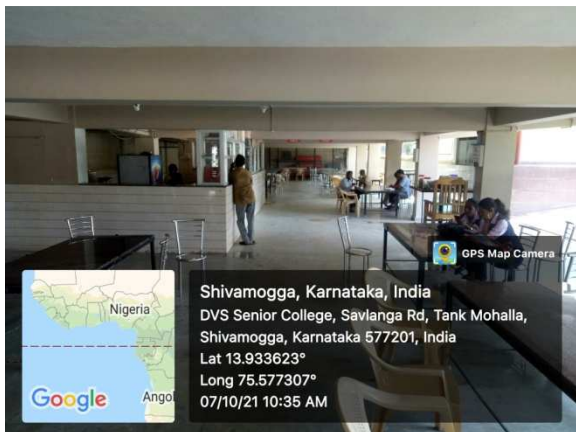 GPS Map Camera
Nigeria
Angol
Google
Shivamogga, Karnataka, India
DVS Senior College, Savlanga Rd, Tank Mohalla,
Shivamogga, Karnataka 577201, India
Lat 13.933623°
Long 75.577307°
07/10/21 10:35 AM